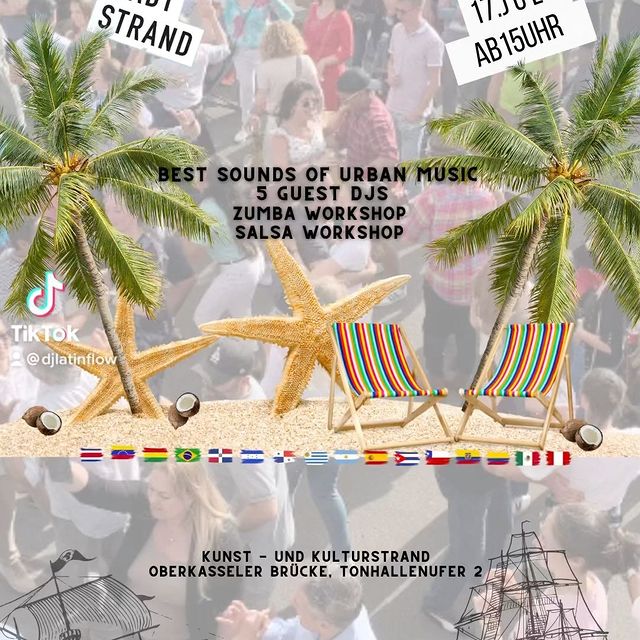 STRAND
AB15UHR
BEST SOUNDS OF URBAN MUSIC
5 GUEST DJS
ZUMBA WORKSHOP
SALSA WORKSHOP
TikTok
@djlatinflow
KUNST - UND KULTURSTRAND
OBERKASSELER BRÜCKE, TONHALLENUFER 2